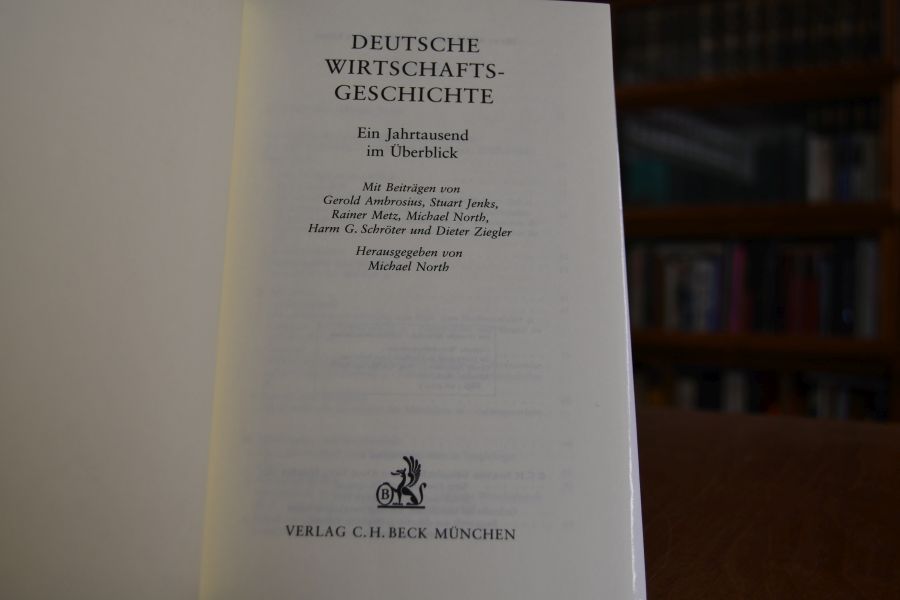 DEUTSCHE
WIRTSCHAFTS-
GESCHICHTE
Ein Jahrtausend
im Überblick
Mit Beiträgen von
Gerold Ambrosius, Stuart Jenks,
Rainer Metz, Michael North,
Harm G. Schröter und Dieter Ziegler
Herausgegeben von
Michael North
B
VERLAG C. H. BECK MÜNCHEN